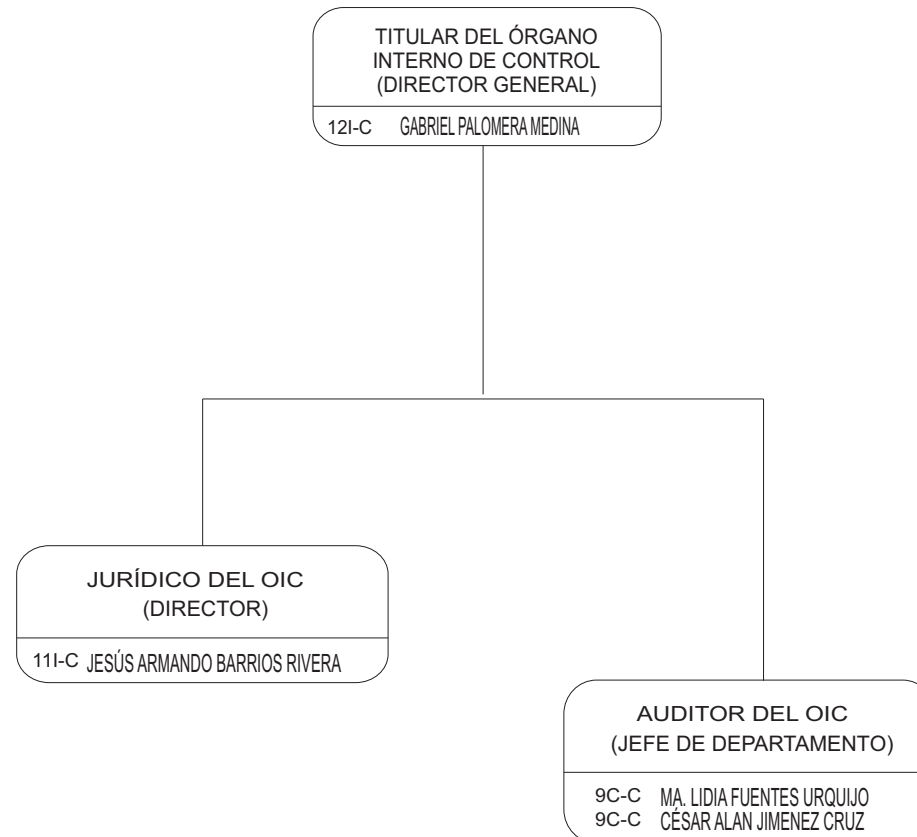 TITULAR DEL ÓRGANO
INTERNO DE CONTROL
(DIRECTOR GENERAL)
12I-C GABRIEL PALOMERA MEDINA
JURÍDICO DEL OIC
(DIRECTOR)
11I-C JESÚS ARMANDO BARRIOS RIVERA
AUDITOR DEL OIC
(JEFE DE DEPARTAMENTO)
9C-C MA. LIDIA FUENTES URQUIJO
9C-C CÉSAR ALAN JIMENEZ CRUZ